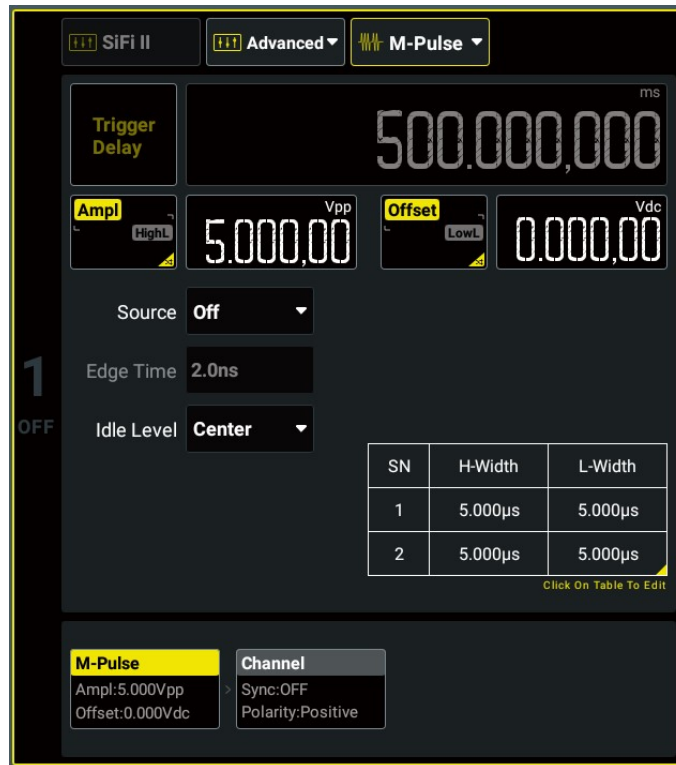 SiFi II
Advanced
M-Pulse
Trigger
Delay
ms
500.000,000
Ampl
HighL
Vpp
5.000,00
Offset
LowL
Vdc
0.000,00
Source
Off
Edge Time
2.0ns
Idle Level
Center
1
OFF
SN H-Width L-Width
1 5.000µs 5.000µs
2 5.000µs 5.000µs
Click On Table To Edit
M-Pulse
Ampl:5.000Vpp
Offset:0.000Vdc
>
Channel
Sync:OFF
Polarity:Positive